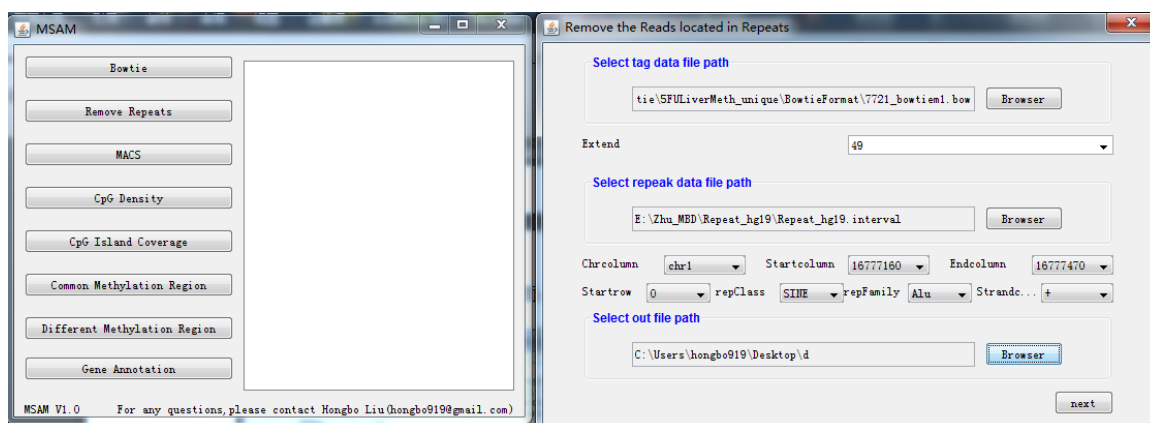 MSAM
Bowtie
Remove Repeats
MACS
CpG Density
CpG Island Coverage
Common Methylation Region
Different Methylation Region
Gene Annotation
MSAM V1.0 For any questions,please contact Hongbo Liu(hongbo919@gmail.com)
Remove the Reads located in Repeats
Select tag data file path
tie\5FULiverMeth_unique\BowtieFormat\7721_bowtiem1.bow Browser
Extend 49
Select repeak data file path
E:\Zhu_MBD\Repeat_hg19\Repeat_hg19.interval Browser
Chrcolumn chr1 Startcolumn 16777160 Endcolumn 16777470
Startrow 0 repClass SINE repFamily Alu Strandc... +
Select out file path
C:\Users\hongbo919\Desktop\d Browser
next